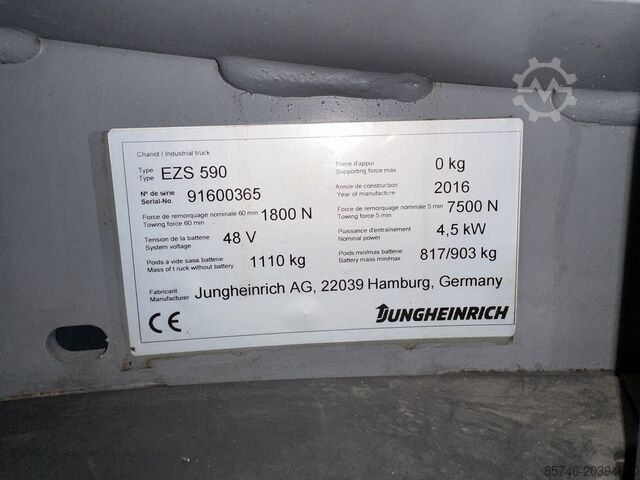 Chariot / Industrial truck
Type
Type
EZS 590
Force d'appui
Supporting force max
0 kg
N° de série
Serial-No.
91600365
Année de construction
Year of manufacture
2016
Force de remorquage nominale 60 min
Towing force 60 min
1800 N
Force de remorquage nominale 5 min
Towing force 5 min
7500 N
Tension de la batterie
System voltage
48 V
Puissance d'entraînement
Nominal power
4,5 kW
Poids à vide sans batterie
Mass of truck without battery
1110 kg
Poids min/max batterie
Battery mass min/max
817/903 kg
Fabricant
Manufacturer
Jungheinrich AG, 22039 Hamburg, Germany
CE
JUNGHEINRICH